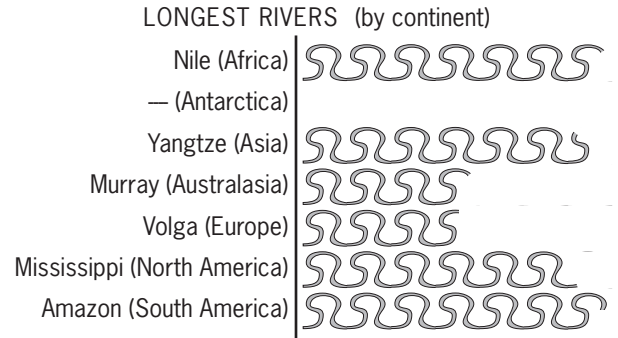 LONGEST RIVERS (by continent)
Nile (Africa)
— (Antarctica)
Yangtze (Asia)
Murray (Australasia)
Volga (Europe)
Mississippi (North America)
Amazon (South America)